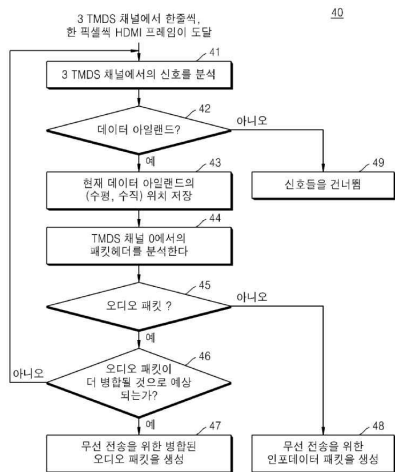 3 TMDS 채널에서 한줄씩,
한 픽셀씩 HDMI 프레임이 도달
40
41
3 TMDS 채널에서의 신호를 분석
42
데이터 아일랜드?
아니오
예
43
49
현재 데이터 아일랜드의
(수평, 수직) 위치 저장
신호들을 건너뜀
44
TMDS 채널 0에서의
패킷헤더를 분석한다
45
오디오 패킷 ?
아니오
예
46
아니오
오디오 패킷이
더 병합될 것으로 예상
되는가?
예
47
48
무선 전송을 위한 병합된
오디오 패킷을 생성
무선 전송을 위한
인포데이터 패킷을 생성